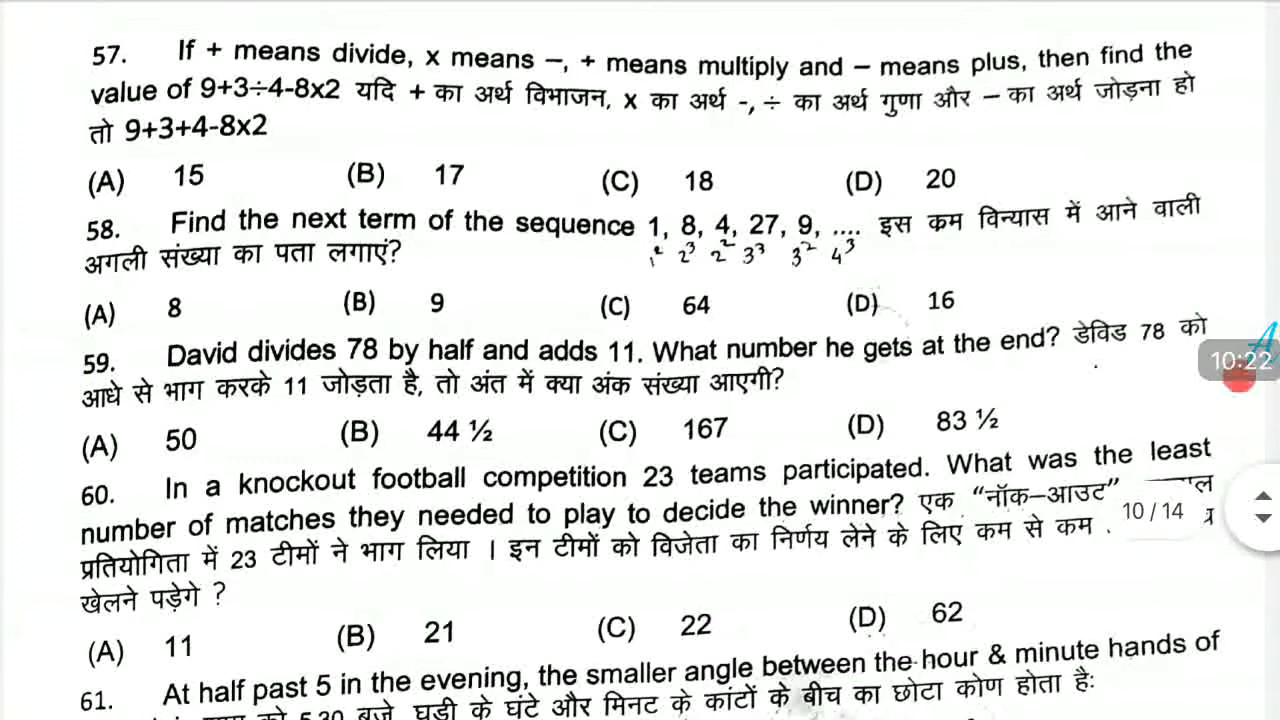 57. If + means divide, x means –, + means multiply and – means plus, then find the
value of 9+3÷4-8x2 यदि + का अर्थ विभाजन, x का अर्थ -, ÷ का अर्थ गुणा और – का अर्थ जोड़ना हो
तो 9+3+4-8x2
(A) 15 (B) 17 (C) 18 (D) 20
58. Find the next term of the sequence 1, 8, 4, 27, 9, .... इस कम विन्यास में आने वाली
अगली संख्या का पता लगाएं?
1² 2³ 2² 3³ 3² 4³
(A) 8 (B) 9 (C) 64 (D) 16
59. David divides 78 by half and adds 11. What number he gets at the end? डेविड 78 को
आधे से भाग करके 11 जोड़ता है, तो अंत में क्या अंक संख्या आएगी?
10:22
(A) 50 (B) 44 ½ (C) 167 (D) 83 ½
60. In a knockout football competition 23 teams participated. What was the least
number of matches they needed to play to decide the winner? एक “नॉक–आउट”
10 / 14
प्रतियोगिता में 23 टीमों ने भाग लिया । इन टीमों को विजेता का निर्णय लेने के लिए कम से कम
खेलने पड़ेगे ?
(A) 11 (B) 21 (C) 22 (D) 62
61. At half past 5 in the evening, the smaller angle between the hour & minute hands of
5.30 बजे, घड़ी के घंटे और मिनट के कांटों के बीच का छोटा कोण होता है: